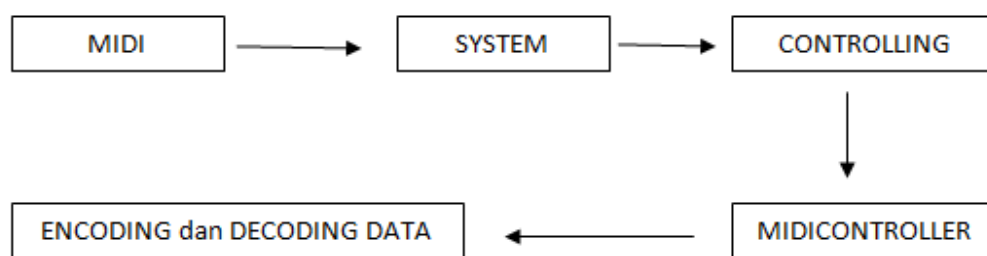 MIDI
SYSTEM
CONTROLLING
MIDICONTROLLER
ENCODING dan DECODING DATA